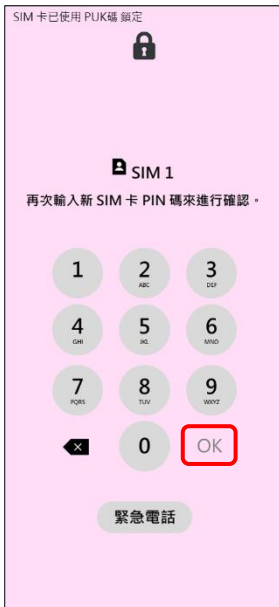 SIM 卡已使用 PUK碼 鎖定
SIM 1
再次輸入新 SIM 卡 PIN 碼來進行確認。
1 2 3
ABC DEF
4 5 6
GHI JKL MNO
7 8 9
PQRS TUV WXYZ
0 OK
緊急電話